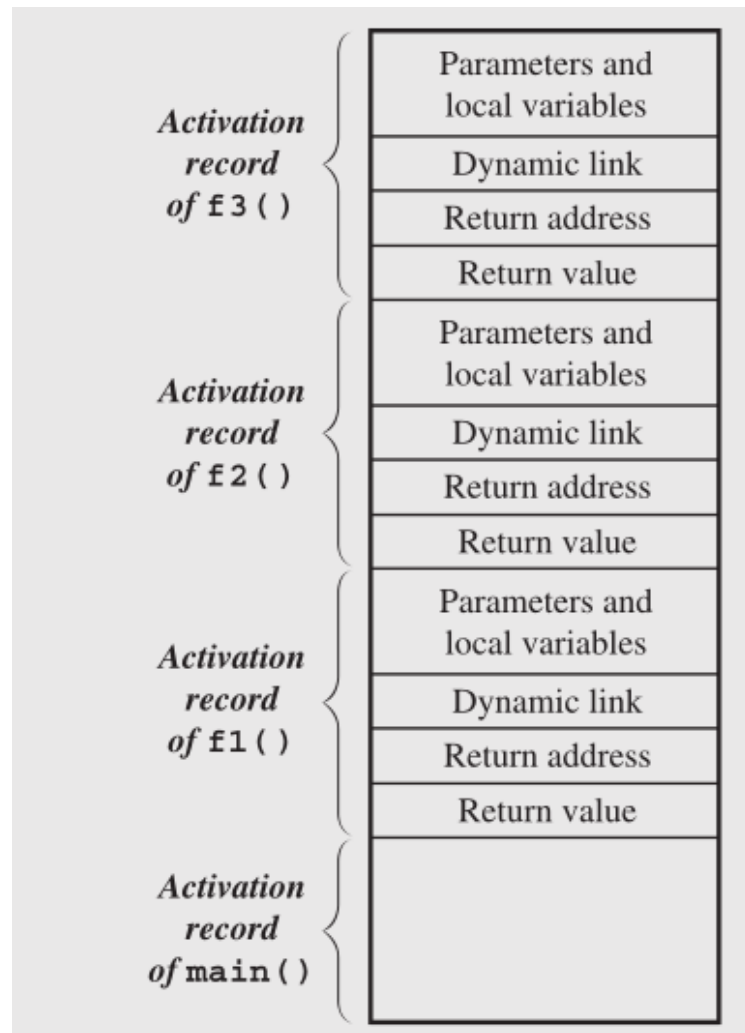 Activation
record
of f3()
Parameters and
local variables
Dynamic link
Return address
Return value
Activation
record
of f2()
Parameters and
local variables
Dynamic link
Return address
Return value
Activation
record
of f1()
Parameters and
local variables
Dynamic link
Return address
Return value
Activation
record
of main()